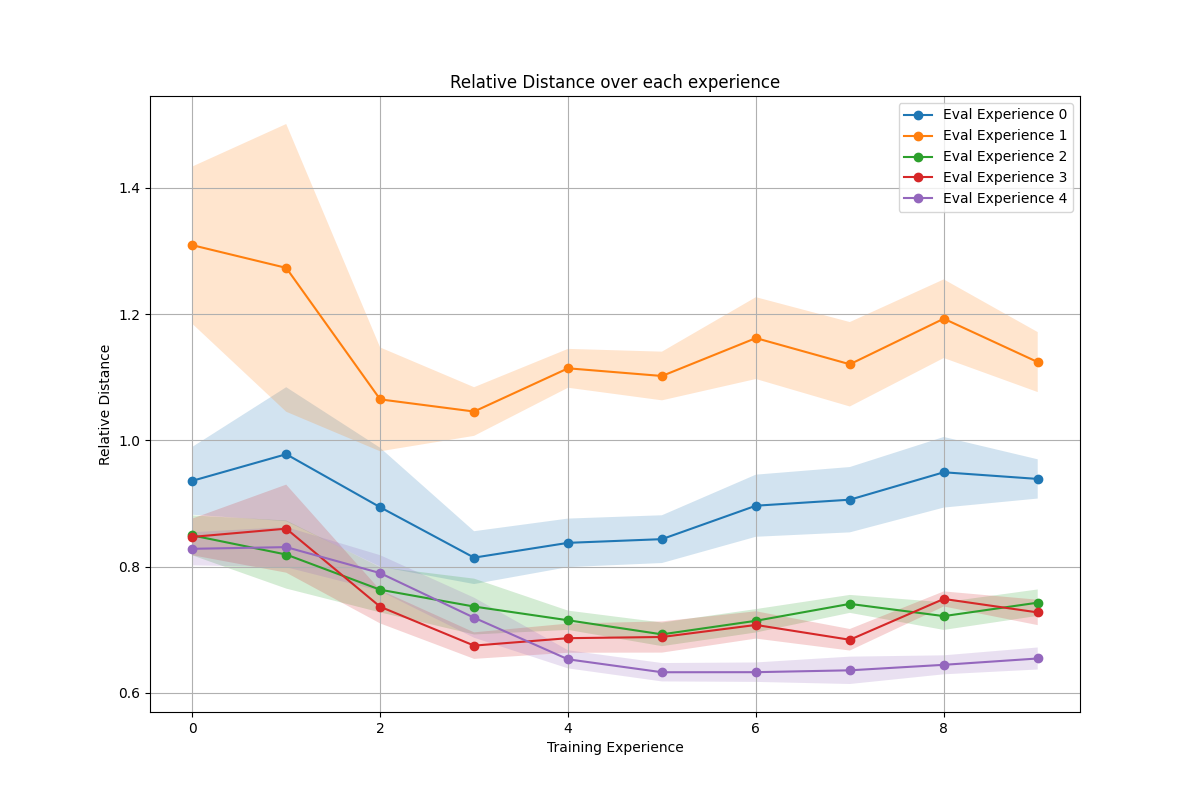 Relative Distance over each experience
Eval Experience 0
Eval Experience 1
Eval Experience 2
Eval Experience 3
Eval Experience 4
Relative Distance
1.4
1.2
1.0
0.8
0.6
0 2 4 6 8
Training Experience